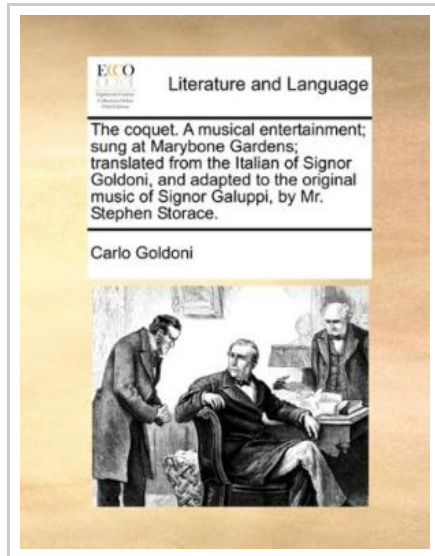 ECCO
Literature and Language
The coquet. A musical entertainment;
sung at Marybone Gardens;
translated from the Italian of Signor
Goldoni, and adapted to the original
music of Signor Galuppi, by Mr.
Stephen Storace.
Carlo Goldoni